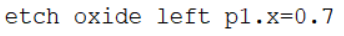 etch oxide left p1.x=0.7